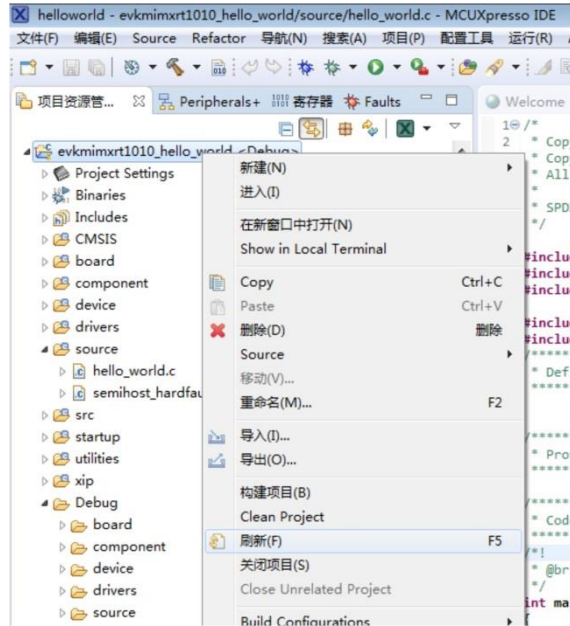 helloworld - evkmimxrt1010_hello_world/source/hello_world.c - MCUXpresso IDE
文件(F) 编辑(E) Source Refactor 导航(N) 搜索(A) 项目(P) 配置工具 运行(R)
项目资源管... Peripherals+ 寄存器 Faults Welcome
evkmimxrt1010_hello_world <Debug>
Project Settings
Binaries
Includes
CMSIS
board
component
device
drivers
source
hello_world.c
semihost_hardfau
src
startup
utilities
xip
Debug
board
component
device
drivers
source
新建(N)
进入(I)
在新窗口中打开(N)
Show in Local Terminal
Copy Ctrl+C
Paste Ctrl+V
删除(D) 删除
Source
移动(V)...
重命名(M)... F2
导入(I)...
导出(O)...
构建项目(B)
Clean Project
刷新(F) F5
关闭项目(S)
Close Unrelated Project
Build Configurations
1 /*
2 * Cop
* Cop
* All
*
* SPD
*/
#inclu
#inclu
#inclu
#inclu
#inclu
/*****
* Def
*****
/*****
* Pro
*****
/*****
* Cod
*****
/*!
* @br
*/
int ma
{